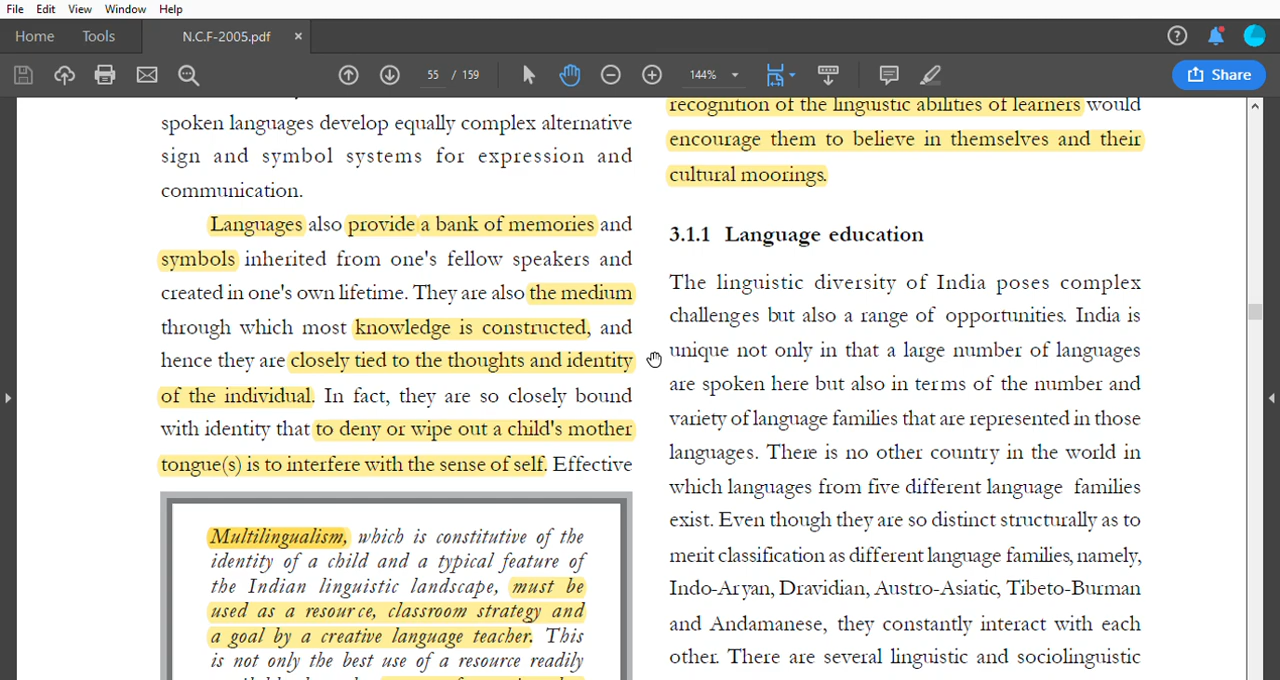 File Edit View Window Help
Home Tools N.C.F-2005.pdf ×
55 / 159 144% Share
spoken languages develop equally complex alternative
sign and symbol systems for expression and
communication.
Languages also provide a bank of memories and
symbols inherited from one's fellow speakers and
created in one's own lifetime. They are also the medium
through which most knowledge is constructed, and
hence they are closely tied to the thoughts and identity
of the individual. In fact, they are so closely bound
with identity that to deny or wipe out a child's mother
tongue(s) is to interfere with the sense of self. Effective
Multilingualism, which is constitutive of the
identity of a child and a typical feature of
the Indian linguistic landscape, must be
used as a resource, classroom strategy and
a goal by a creative language teacher. This
is not only the best use of a resource readily
recognition of the linguistic abilities of learners would
encourage them to believe in themselves and their
cultural moorings.
3.1.1 Language education
The linguistic diversity of India poses complex
challenges but also a range of opportunities. India is
unique not only in that a large number of languages
are spoken here but also in terms of the number and
variety of language families that are represented in those
languages. There is no other country in the world in
which languages from five different language families
exist. Even though they are so distinct structurally as to
merit classification as different language families, namely,
Indo-Aryan, Dravidian, Austro-Asiatic, Tibeto-Burman
and Andamanese, they constantly interact with each
other. There are several linguistic and sociolinguistic